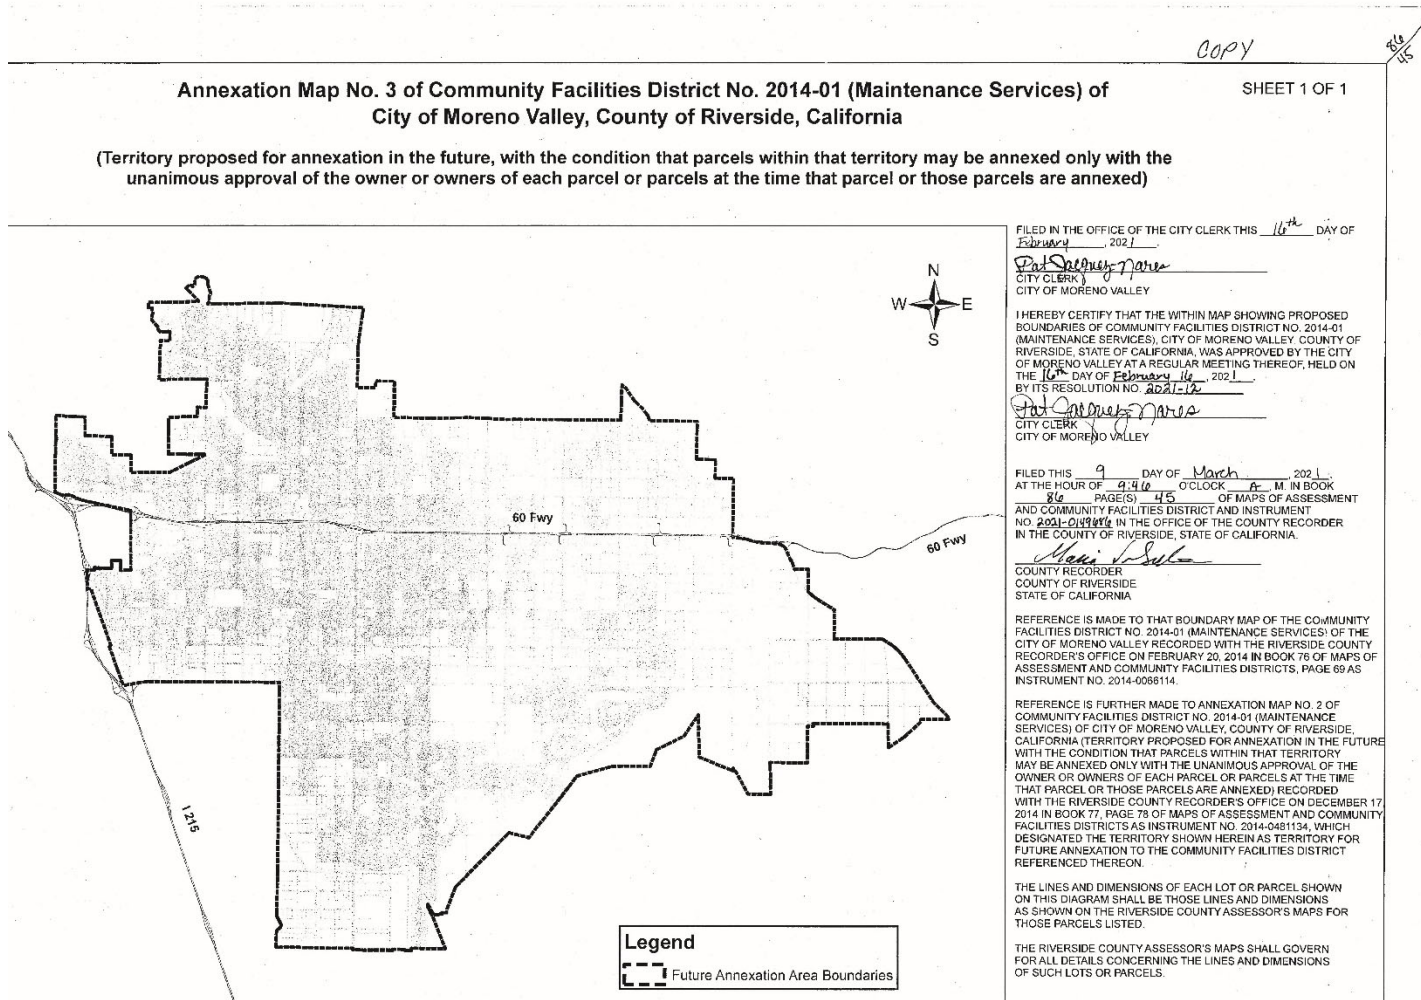 COPY
86/45
Annexation Map No. 3 of Community Facilities District No. 2014-01 (Maintenance Services) of
City of Moreno Valley, County of Riverside, California
SHEET 1 OF 1
(Territory proposed for annexation in the future, with the condition that parcels within that territory may be annexed only with the
unanimous approval of the owner or owners of each parcel or parcels at the time that parcel or those parcels are annexed)
N
W E
S
60 Fwy
60 Fwy
I 215
Legend
Future Annexation Area Boundaries
FILED IN THE OFFICE OF THE CITY CLERK THIS 16th DAY OF
February, 2021.
Pat Jacquez-Nares
CITY CLERK
CITY OF MORENO VALLEY
I HEREBY CERTIFY THAT THE WITHIN MAP SHOWING PROPOSED
BOUNDARIES OF COMMUNITY FACILITIES DISTRICT NO. 2014-01
(MAINTENANCE SERVICES), CITY OF MORENO VALLEY, COUNTY OF
RIVERSIDE, STATE OF CALIFORNIA, WAS APPROVED BY THE CITY
OF MORENO VALLEY AT A REGULAR MEETING THEREOF, HELD ON
THE 16th DAY OF February 16, 2021.
BY ITS RESOLUTION NO. 2021-12
Pat Jacquez-Nares
CITY CLERK
CITY OF MORENO VALLEY
FILED THIS 9 DAY OF March, 2021,
AT THE HOUR OF 9:46 O'CLOCK A. M. IN BOOK
86 PAGE(S) 45 OF MAPS OF ASSESSMENT
AND COMMUNITY FACILITIES DISTRICT AND INSTRUMENT
NO. 2021-0149686 IN THE OFFICE OF THE COUNTY RECORDER
IN THE COUNTY OF RIVERSIDE, STATE OF CALIFORNIA.
COUNTY RECORDER
COUNTY OF RIVERSIDE
STATE OF CALIFORNIA
REFERENCE IS MADE TO THAT BOUNDARY MAP OF THE COMMUNITY
FACILITIES DISTRICT NO. 2014-01 (MAINTENANCE SERVICES) OF THE
CITY OF MORENO VALLEY RECORDED WITH THE RIVERSIDE COUNTY
RECORDER'S OFFICE ON FEBRUARY 20, 2014 IN BOOK 76 OF MAPS OF
ASSESSMENT AND COMMUNITY FACILITIES DISTRICTS, PAGE 69 AS
INSTRUMENT NO. 2014-0066114.
REFERENCE IS FURTHER MADE TO ANNEXATION MAP NO. 2 OF
COMMUNITY FACILITIES DISTRICT NO. 2014-01 (MAINTENANCE
SERVICES) OF CITY OF MORENO VALLEY, COUNTY OF RIVERSIDE,
CALIFORNIA (TERRITORY PROPOSED FOR ANNEXATION IN THE FUTURE
WITH THE CONDITION THAT PARCELS WITHIN THAT TERRITORY
MAY BE ANNEXED ONLY WITH THE UNANIMOUS APPROVAL OF THE
OWNER OR OWNERS OF EACH PARCEL OR PARCELS AT THE TIME
THAT PARCEL OR THOSE PARCELS ARE ANNEXED) RECORDED
WITH THE RIVERSIDE COUNTY RECORDER'S OFFICE ON DECEMBER 17,
2014 IN BOOK 77, PAGE 78 OF MAPS OF ASSESSMENT AND COMMUNITY
FACILITIES DISTRICTS AS INSTRUMENT NO. 2014-0481134, WHICH
DESIGNATED THE TERRITORY SHOWN HEREIN AS TERRITORY FOR
FUTURE ANNEXATION TO THE COMMUNITY FACILITIES DISTRICT
REFERENCED THEREON.
THE LINES AND DIMENSIONS OF EACH LOT OR PARCEL SHOWN
ON THIS DIAGRAM SHALL BE THOSE LINES AND DIMENSIONS
AS SHOWN ON THE RIVERSIDE COUNTY ASSESSOR'S MAPS FOR
THOSE PARCELS LISTED.
THE RIVERSIDE COUNTY ASSESSOR'S MAPS SHALL GOVERN
FOR ALL DETAILS CONCERNING THE LINES AND DIMENSIONS
OF SUCH LOTS OR PARCELS.